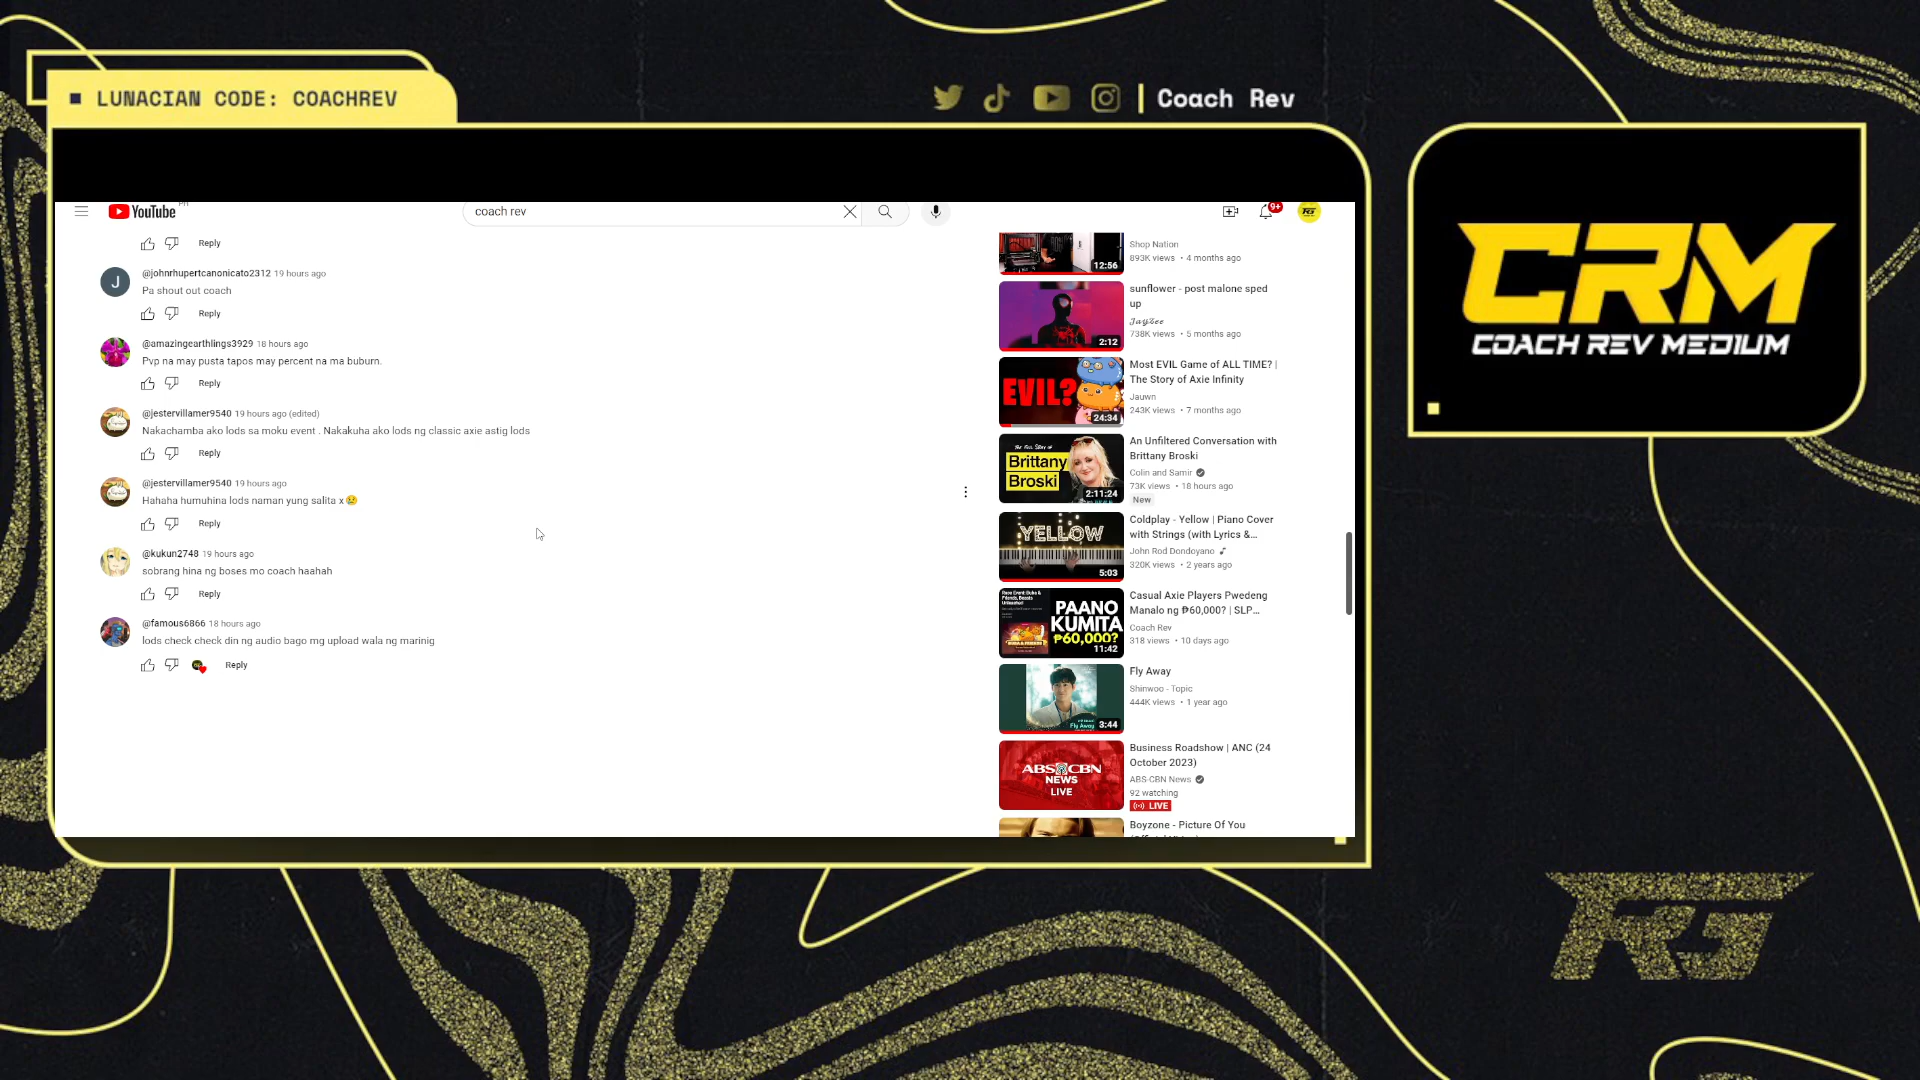 LUNACIAN CODE: COACHREV
Coach Rev
CRM
COACH REV MEDIUM
YouTube PH
coach rev
9+
Reply
@johnrhupertcanonicato2312 19 hours ago
Pa shout out coach
Reply
@amazingearthlings3929 18 hours ago
Pvp na may pusta tapos may percent na ma buburn.
Reply
@jestervillamer9540 19 hours ago (edited)
Nakachamba ako lods sa moku event . Nakakuha ako lods ng classic axie astig lods
Reply
@jestervillamer9540 19 hours ago
Hahaha humuhina lods naman yung salita x😢
Reply
@kukun2748 19 hours ago
sobrang hina ng boses mo coach haahah
Reply
@famous6866 18 hours ago
lods check check din ng audio bago mg upload wala ng marinig
Reply
12:56
Shop Nation
893K views • 4 months ago
2:12
sunflower - post malone sped
up
Jaybee
738K views • 5 months ago
EVIL?
24:34
Most EVIL Game of ALL TIME? |
The Story of Axie Infinity
Jauwn
243K views • 7 months ago
Brittany
Broski
2:11:24
An Unfiltered Conversation with
Brittany Broski
Colin and Samir
73K views • 18 hours ago
New
YELLOW
5:03
Coldplay - Yellow | Piano Cover
with Strings (with Lyrics &...
John Rod Dondoyano
320K views • 2 years ago
PAANO
KUMITA
₱60,000?
11:42
Casual Axie Players Pwedeng
Manalo ng ₱60,000? | SLP...
Coach Rev
318 views • 10 days ago
Fly Away
3:44
Fly Away
Shinwoo - Topic
444K views • 1 year ago
ABS-CBN
NEWS
LIVE
Business Roadshow | ANC (24
October 2023)
ABS-CBN News
92 watching
LIVE
Boyzone - Picture Of You